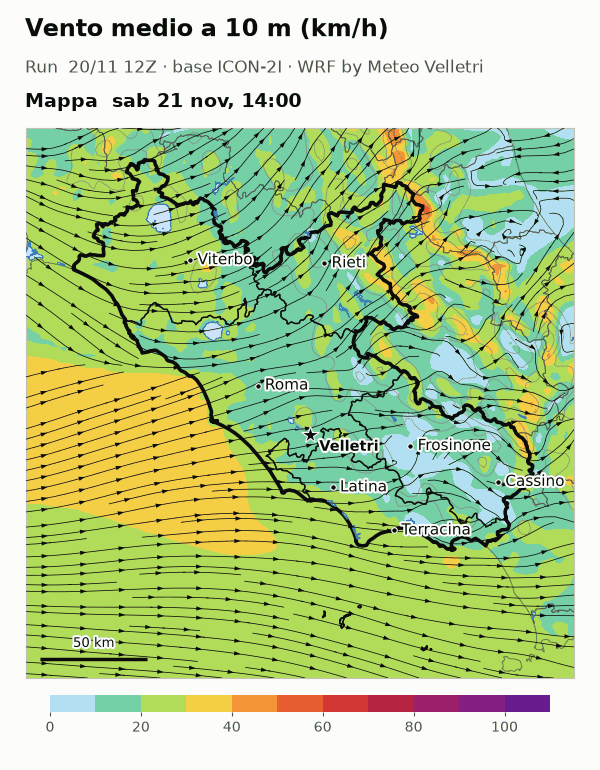 Vento medio a 10 m (km/h)
Run  20/11 12Z · base ICON-2I · WRF by Meteo Velletri
Mappa  sab 21 nov, 14:00
Viterbo
Rieti
Roma
Velletri
Frosinone
Latina
Cassino
Terracina
50 km
0 20 40 60 80 100